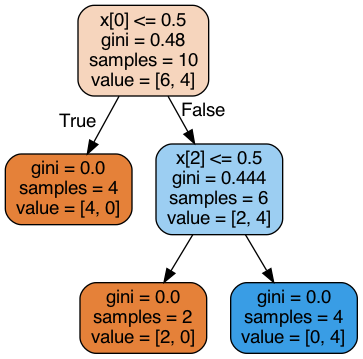 x[0] <= 0.5
gini = 0.48
samples = 10
value = [6, 4]
True
False
gini = 0.0
samples = 4
value = [4, 0]
x[2] <= 0.5
gini = 0.444
samples = 6
value = [2, 4]
gini = 0.0
samples = 2
value = [2, 0]
gini = 0.0
samples = 4
value = [0, 4]